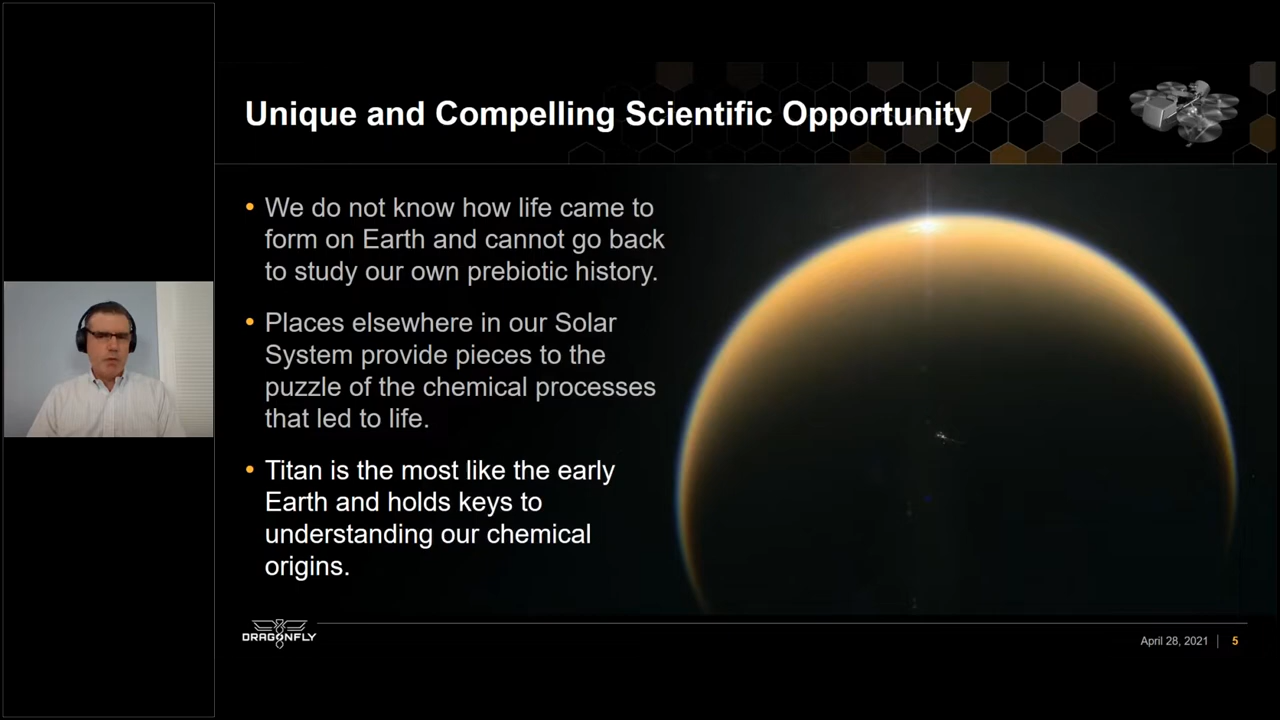 Unique and Compelling Scientific Opportunity
• We do not know how life came to
form on Earth and cannot go back
to study our own prebiotic history.
• Places elsewhere in our Solar
System provide pieces to the
puzzle of the chemical processes
that led to life.
• Titan is the most like the early
Earth and holds keys to
understanding our chemical
origins.
DRAGONFLY
April 28, 2021 | 5